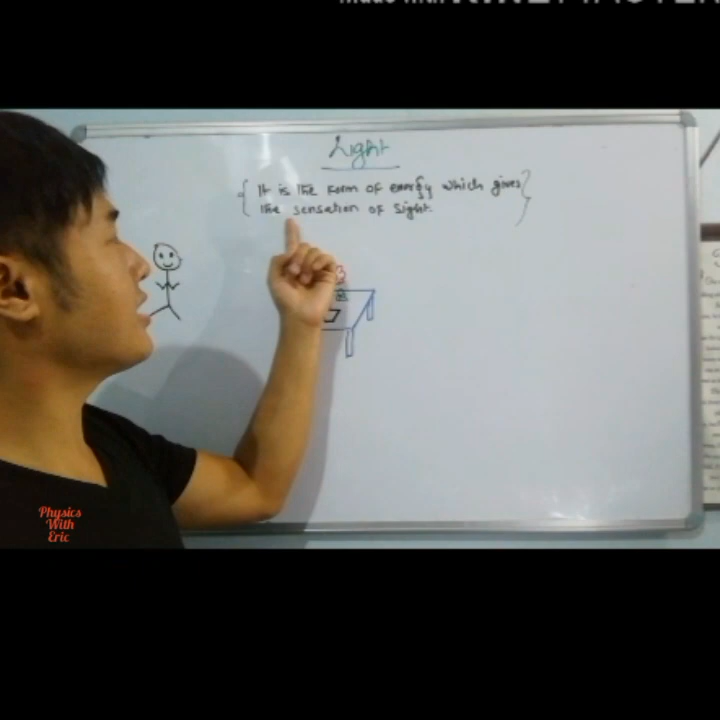 Light
It is the form of energy which gives
the sensation of sight.
Physics
With
Eric